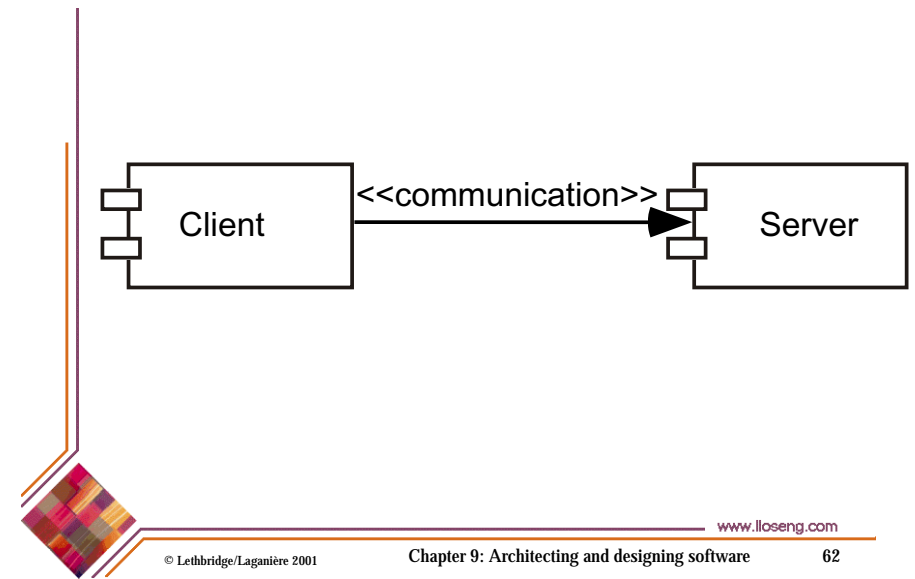 <<communication>>
Client
Server
www.lloseng.com
© Lethbridge/Laganière 2001 Chapter 9: Architecting and designing software 62